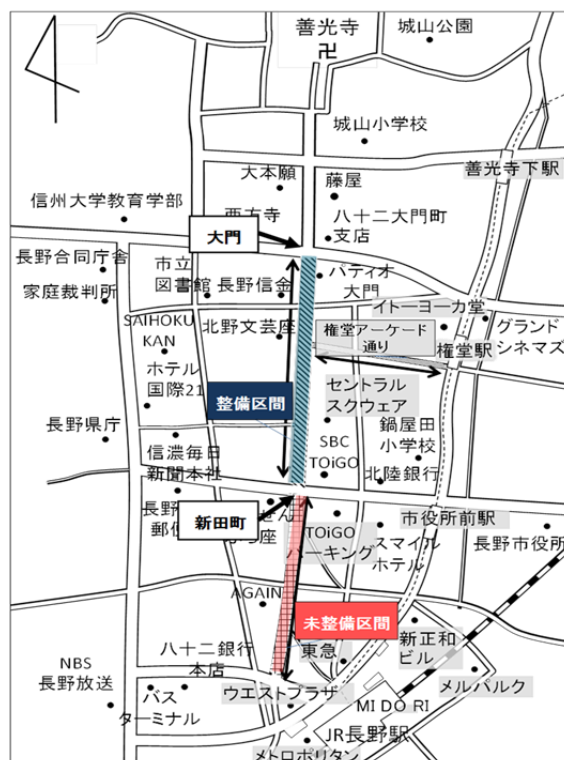 善光寺
卍
城山公園
城山小学校
善光寺下駅
大本願
藤屋
信州大学教育学部
西方寺
八十二大門町
支店
大門
長野合同庁舎
市立
図書館
長野信金
パティオ
大門
家庭裁判所
イトーヨーカ堂
SAIHOKU
KAN
北野文芸座
権堂アーケード
通り
権堂駅
グランド
シネマズ
ホテル
国際21
整備区間
セントラル
スクウェア
長野県庁
鍋屋田
小学校
信濃毎日
新聞本社
SBC
TOiGO
北陸銀行
新田町
TOiGO
パーキング
市役所前駅
スマイル
ホテル
長野市役所
AGAIN
未整備区間
新正和
ビル
東急
八十二銀行
本店
NBS
長野放送
メルパルク
バス
ターミナル
ウエストプラザ
MIDORI
JR長野駅
メトロポリタン